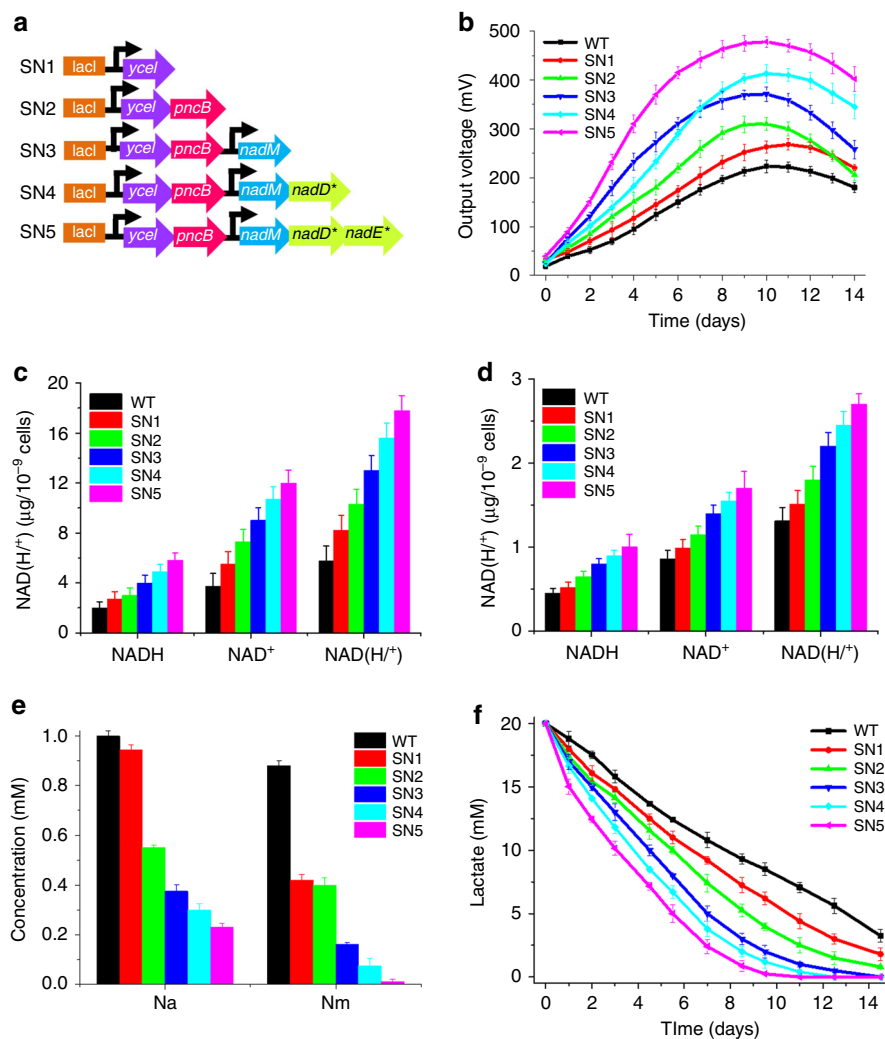 a
SN1 lacI yceI
SN2 lacI yceI pncB
SN3 lacI yceI pncB nadM
SN4 lacI yceI pncB nadM nadD*
SN5 lacI yceI pncB nadM nadD* nadE*
b
500
400
300
200
100
0
Output voltage (mV)
WT
SN1
SN2
SN3
SN4
SN5
0 2 4 6 8 10 12 14
Time (days)
c
20
16
12
8
4
0
NAD(H/⁺) (µg/10⁻⁹ cells)
WT
SN1
SN2
SN3
SN4
SN5
NADH NAD⁺ NAD(H/⁺)
d
3
2
1
0
NAD(H/⁺) (µg/10⁻⁹ cells)
WT
SN1
SN2
SN3
SN4
SN5
NADH NAD⁺ NAD(H/⁺)
e
1.0
0.8
0.6
0.4
0.2
0.0
Concentration (mM)
WT
SN1
SN2
SN3
SN4
SN5
Na Nm
f
20
15
10
5
0
Lactate (mM)
WT
SN1
SN2
SN3
SN4
SN5
0 2 4 6 8 10 12 14
TIme (days)